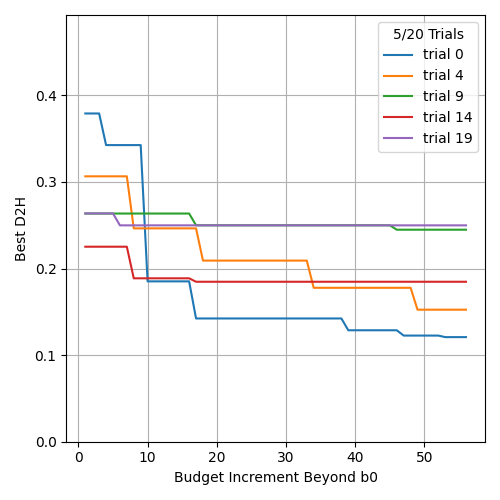 5/20 Trials
trial 0
trial 4
trial 9
trial 14
trial 19
Best D2H
0.4
0.3
0.2
0.1
0.0
0 10 20 30 40 50
Budget Increment Beyond b0